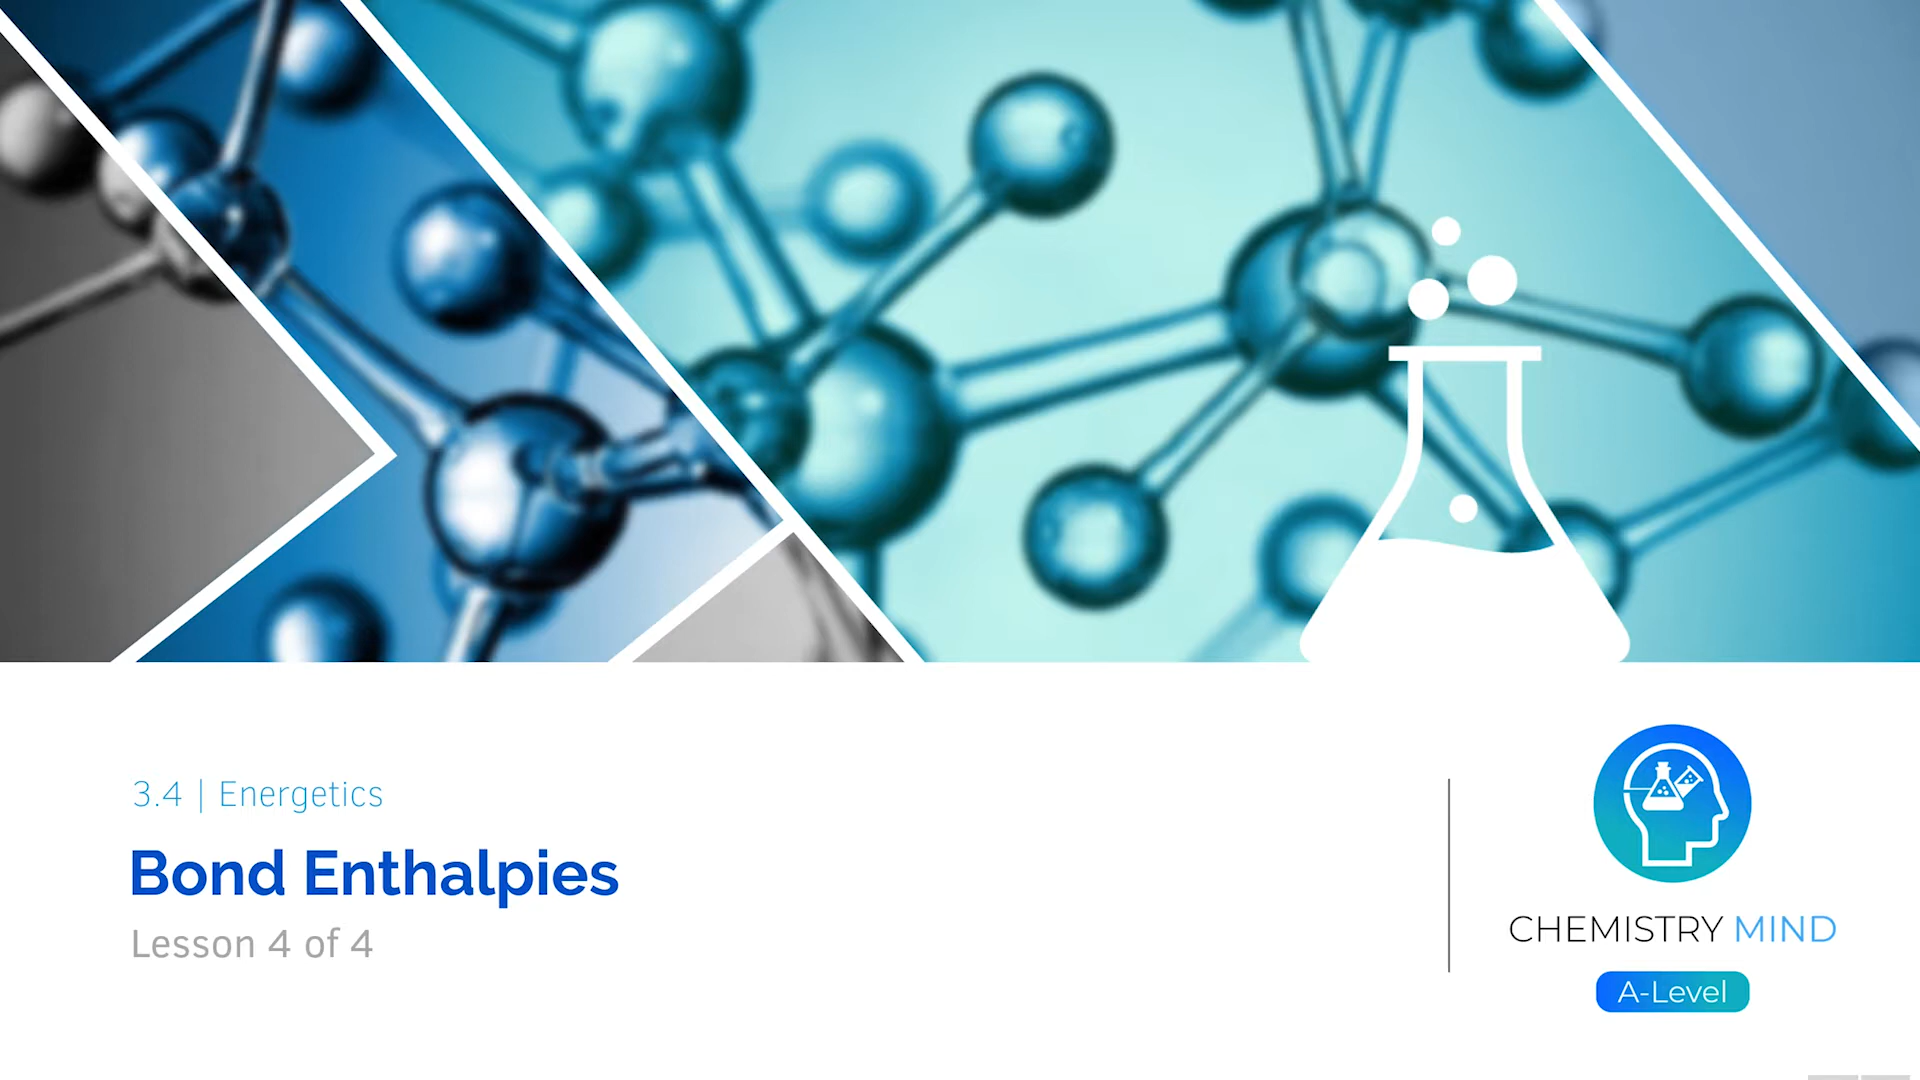 3.4 | Energetics
Bond Enthalpies
Lesson 4 of 4
CHEMISTRY MIND
A-Level